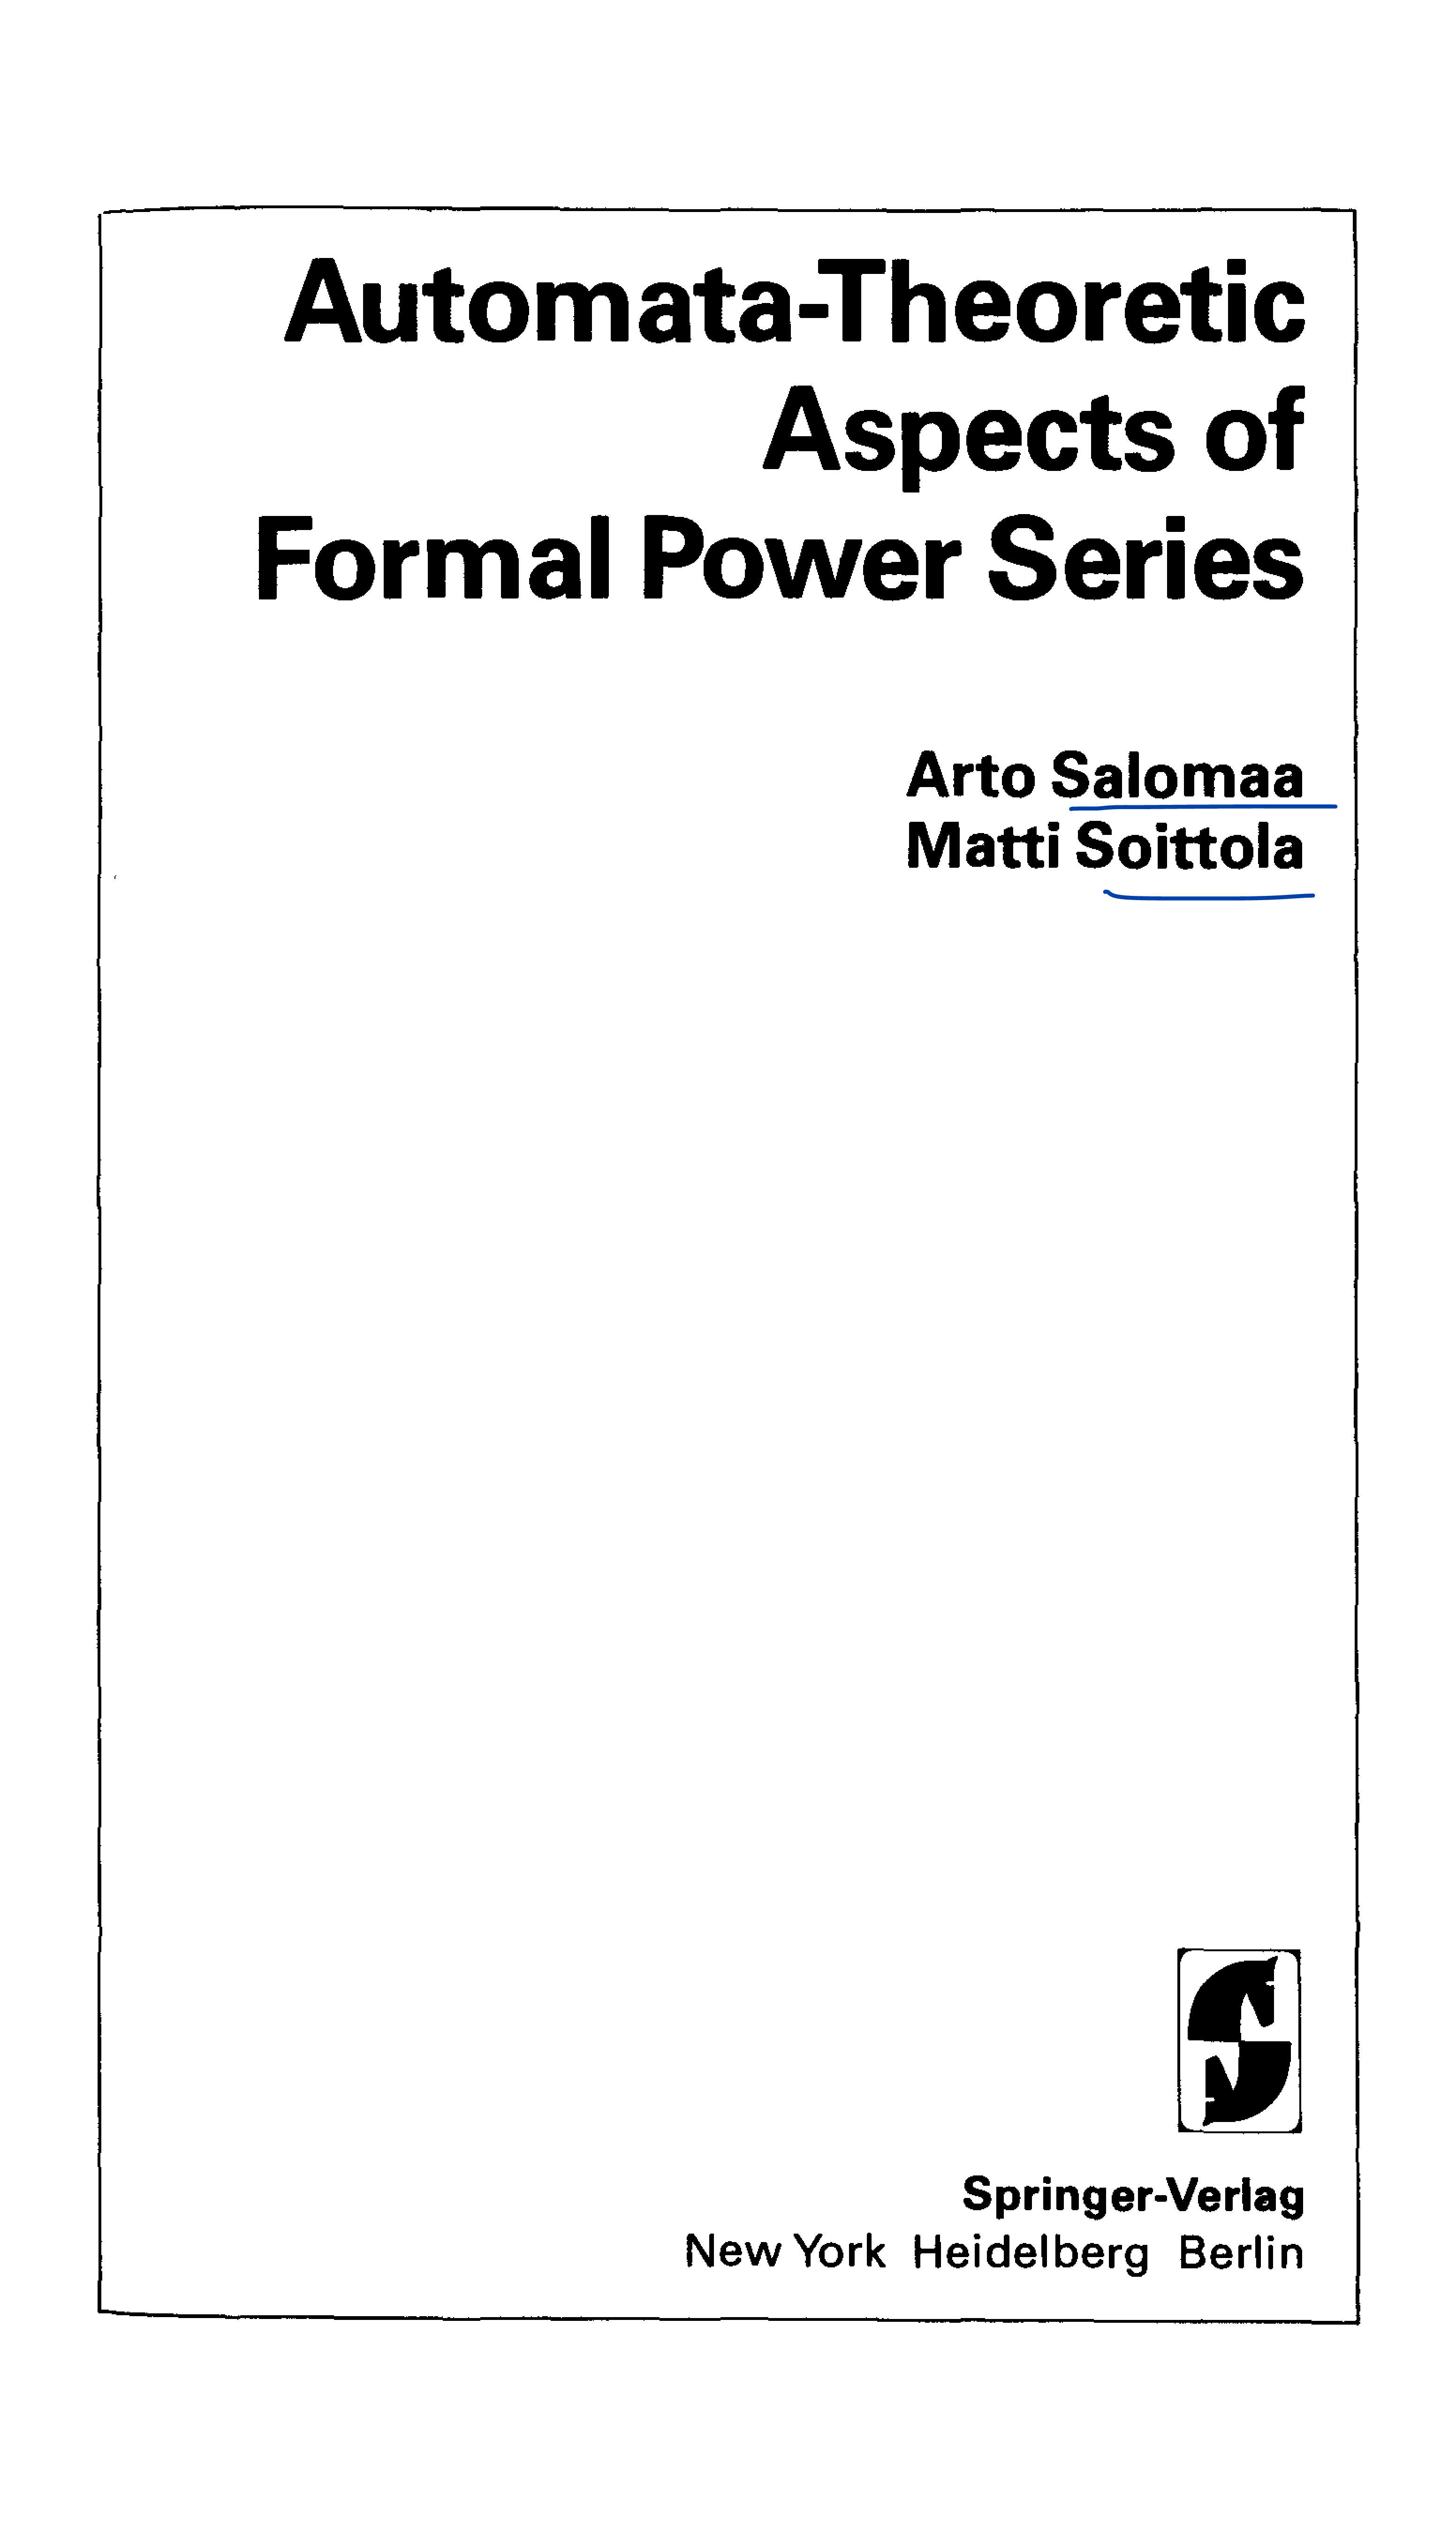 Automata-Theoretic
Aspects of
Formal Power Series
Arto Salomaa
Matti Soittola
Springer-Verlag
New York Heidelberg Berlin